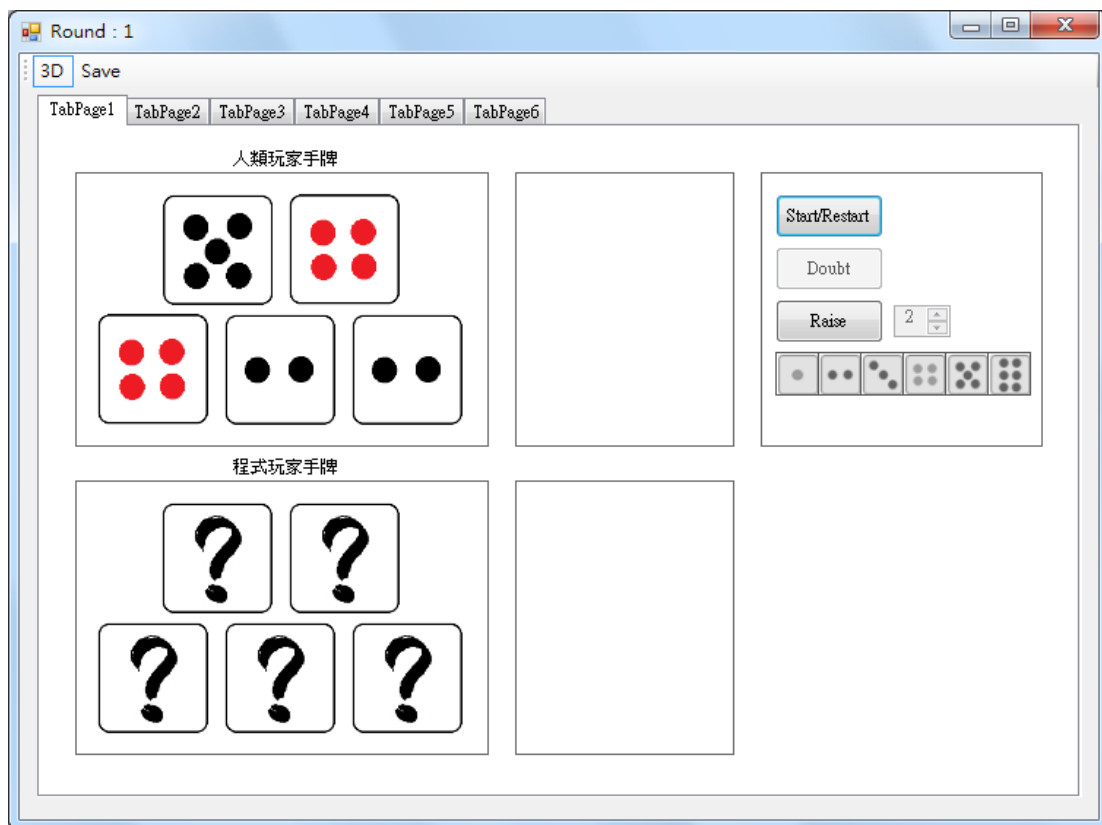 Round : 1
3D Save
TabPage1 TabPage2 TabPage3 TabPage4 TabPage5 TabPage6
人類玩家手牌
Start/Restart
Doubt
Raise 2
程式玩家手牌
? ?
? ? ?